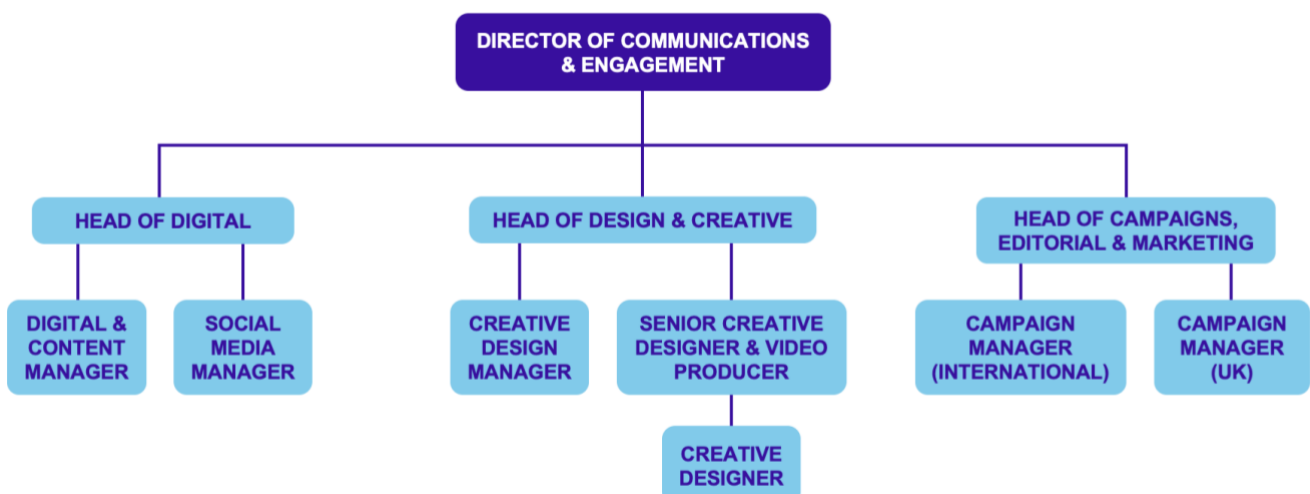 DIRECTOR OF COMMUNICATIONS
& ENGAGEMENT
HEAD OF DIGITAL
HEAD OF DESIGN & CREATIVE
HEAD OF CAMPAIGNS,
EDITORIAL & MARKETING
DIGITAL &
CONTENT
MANAGER
SOCIAL
MEDIA
MANAGER
CREATIVE
DESIGN
MANAGER
SENIOR CREATIVE
DESIGNER & VIDEO
PRODUCER
CAMPAIGN
MANAGER
(INTERNATIONAL)
CAMPAIGN
MANAGER
(UK)
CREATIVE
DESIGNER